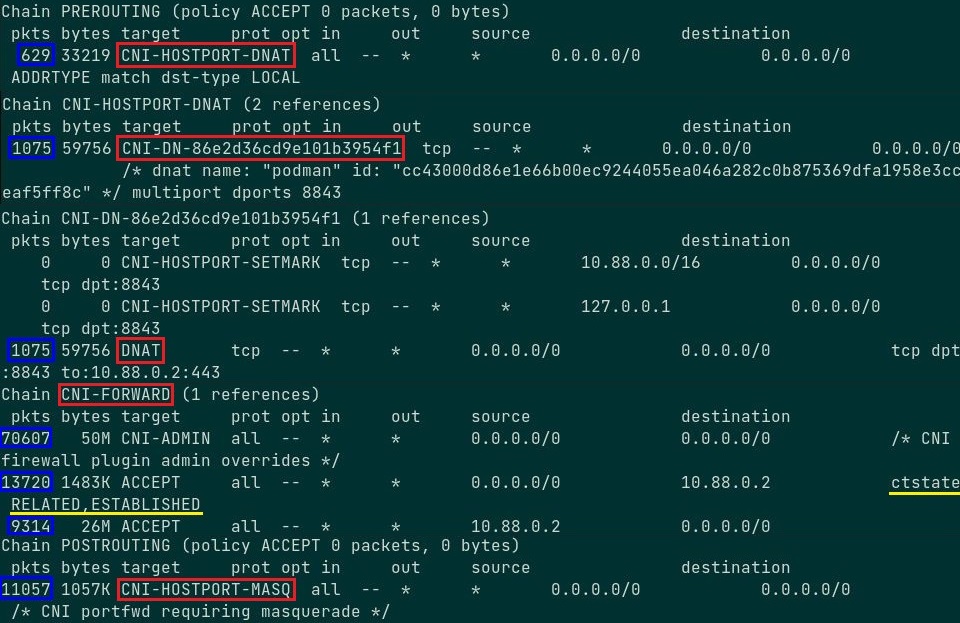 Chain PREROUTING (policy ACCEPT 0 packets, 0 bytes)
pkts bytes target     prot opt in     out     source               destination
629 33219 CNI-HOSTPORT-DNAT  all  --  *      *       0.0.0.0/0            0.0.0.0/0
ADDRTYPE match dst-type LOCAL
Chain CNI-HOSTPORT-DNAT (2 references)
pkts bytes target     prot opt in     out     source               destination
1075 59756 CNI-DN-86e2d36cd9e101b3954f1  tcp  --  *      *       0.0.0.0/0            0.0.0.0/0
/* dnat name: "podman" id: "cc43000d86e1e66b00ec9244055ea046a282c0b875369dfa1958e3cc
eaf5ff8c" */ multiport dports 8843
Chain CNI-DN-86e2d36cd9e101b3954f1 (1 references)
pkts bytes target     prot opt in     out     source               destination
0     0 CNI-HOSTPORT-SETMARK  tcp  --  *      *       10.88.0.0/16         0.0.0.0/0
tcp dpt:8843
0     0 CNI-HOSTPORT-SETMARK  tcp  --  *      *       127.0.0.1            0.0.0.0/0
tcp dpt:8843
1075 59756 DNAT       tcp  --  *      *       0.0.0.0/0            0.0.0.0/0            tcp dpt
:8843 to:10.88.0.2:443
Chain CNI-FORWARD (1 references)
pkts bytes target     prot opt in     out     source               destination
70607   50M CNI-ADMIN  all  --  *      *       0.0.0.0/0            0.0.0.0/0            /* CNI
firewall plugin admin overrides */
13720 1483K ACCEPT     all  --  *      *       0.0.0.0/0            10.88.0.2            ctstate
RELATED,ESTABLISHED
9314   26M ACCEPT     all  --  *      *       10.88.0.2            0.0.0.0/0
Chain POSTROUTING (policy ACCEPT 0 packets, 0 bytes)
pkts bytes target     prot opt in     out     source               destination
11057 1057K CNI-HOSTPORT-MASQ  all  --  *      *       0.0.0.0/0            0.0.0.0/0
/* CNI portfwd requiring masquerade */